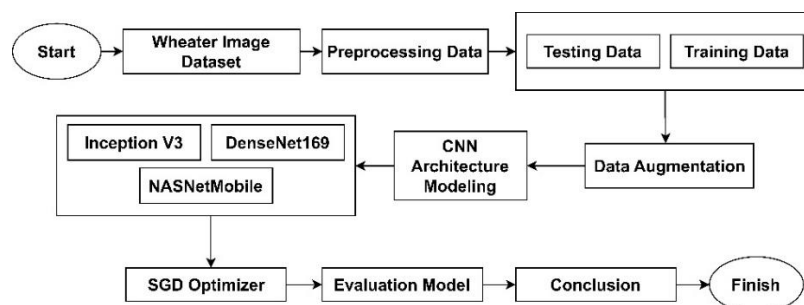 Start
Wheater Image
Dataset
Preprocessing Data
Testing Data
Training Data
Inception V3
DenseNet169
NASNetMobile
CNN
Architecture
Modeling
Data Augmentation
SGD Optimizer
Evaluation Model
Conclusion
Finish